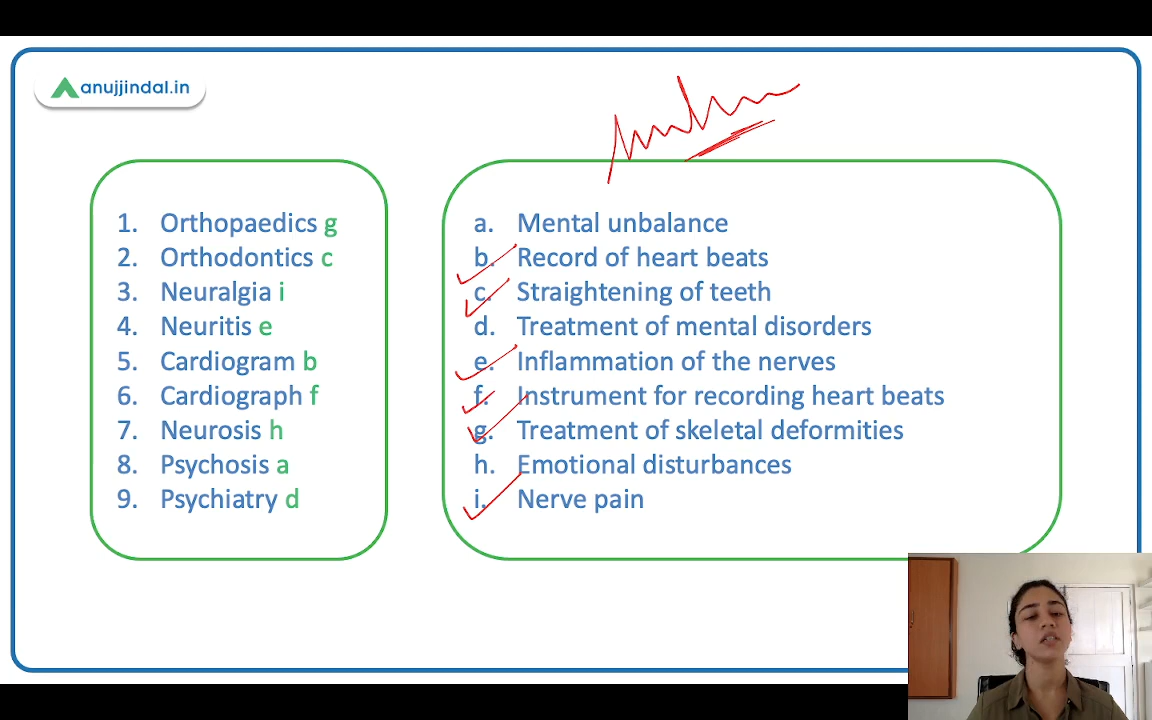 anujjindal.in
1. Orthopaedics g
2. Orthodontics c
3. Neuralgia i
4. Neuritis e
5. Cardiogram b
6. Cardiograph f
7. Neurosis h
8. Psychosis a
9. Psychiatry d
a. Mental unbalance
b. Record of heart beats
c. Straightening of teeth
d. Treatment of mental disorders
e. Inflammation of the nerves
f. Instrument for recording heart beats
g. Treatment of skeletal deformities
h. Emotional disturbances
i. Nerve pain